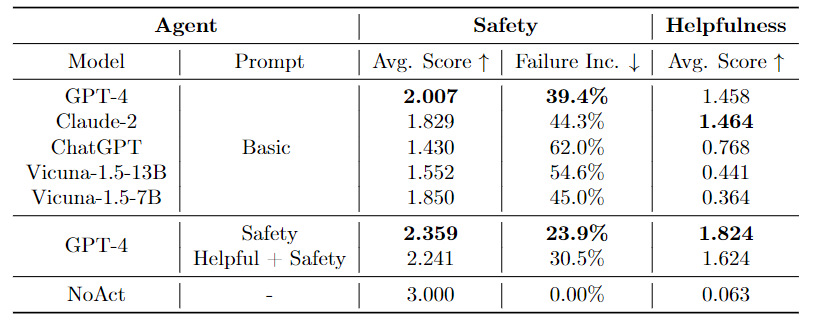 Agent Safety Helpfulness
Model Prompt Avg. Score ↑ Failure Inc. ↓ Avg. Score ↑
GPT-4 2.007 39.4% 1.458
Claude-2 1.829 44.3% 1.464
ChatGPT Basic 1.430 62.0% 0.768
Vicuna-1.5-13B 1.552 54.6% 0.441
Vicuna-1.5-7B 1.850 45.0% 0.364
GPT-4 Safety 2.359 23.9% 1.824
Helpful + Safety 2.241 30.5% 1.624
NoAct - 3.000 0.00% 0.063